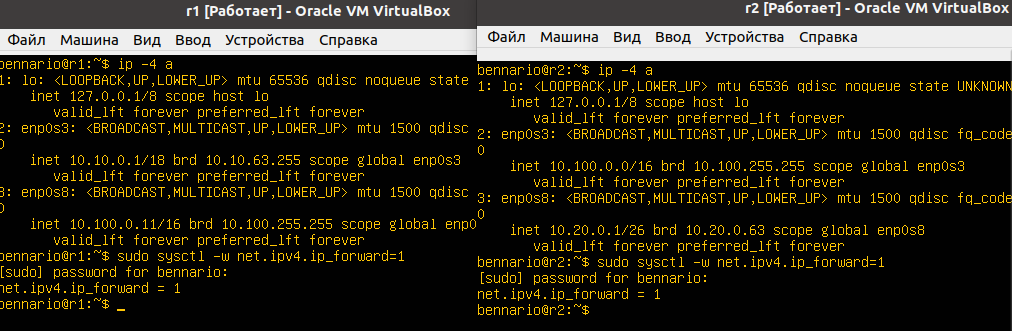 r1 [Работает] - Oracle VM VirtualBox
Файл Машина Вид Ввод Устройства Справка
bennario@r1:~$ ip -4 a
1: lo: <LOOPBACK,UP,LOWER_UP> mtu 65536 qdisc noqueue state
inet 127.0.0.1/8 scope host lo
valid_lft forever preferred_lft forever
2: enp0s3: <BROADCAST,MULTICAST,UP,LOWER_UP> mtu 1500 qdisc
0
inet 10.10.0.1/18 brd 10.10.63.255 scope global enp0s3
valid_lft forever preferred_lft forever
3: enp0s8: <BROADCAST,MULTICAST,UP,LOWER_UP> mtu 1500 qdisc
0
inet 10.100.0.11/16 brd 10.100.255.255 scope global enp0
valid_lft forever preferred_lft forever
bennario@r1:~$ sudo sysctl -w net.ipv4.ip_forward=1
[sudo] password for bennario:
net.ipv4.ip_forward = 1
bennario@r1:~$ _
r2 [Работает] - Oracle VM VirtualBox
Файл Машина Вид Ввод Устройства Справка
bennario@r2:~$ ip -4 a
1: lo: <LOOPBACK,UP,LOWER_UP> mtu 65536 qdisc noqueue state UNKNOWN
inet 127.0.0.1/8 scope host lo
valid_lft forever preferred_lft forever
2: enp0s3: <BROADCAST,MULTICAST,UP,LOWER_UP> mtu 1500 qdisc fq_code
0
inet 10.100.0.0/16 brd 10.100.255.255 scope global enp0s3
valid_lft forever preferred_lft forever
3: enp0s8: <BROADCAST,MULTICAST,UP,LOWER_UP> mtu 1500 qdisc fq_code
0
inet 10.20.0.1/26 brd 10.20.0.63 scope global enp0s8
valid_lft forever preferred_lft forever
bennario@r2:~$ sudo sysctl -w net.ipv4.ip_forward=1
[sudo] password for bennario:
net.ipv4.ip_forward = 1
bennario@r2:~$